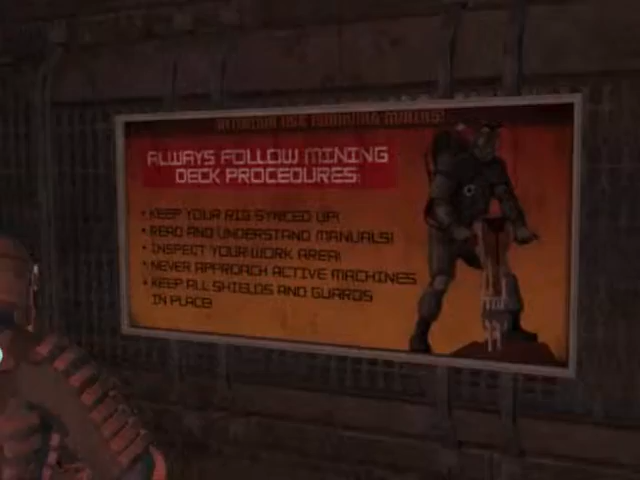 ALWAYS FOLLOW MINING
DECK PROCEDURES:
• KEEP YOUR RIG SYNCED UP!
• READ AND UNDERSTAND MANUALS!
• INSPECT YOUR WORK AREA!
• NEVER APPROACH ACTIVE MACHINES
• KEEP ALL SHIELDS AND GUARDS
IN PLACE!